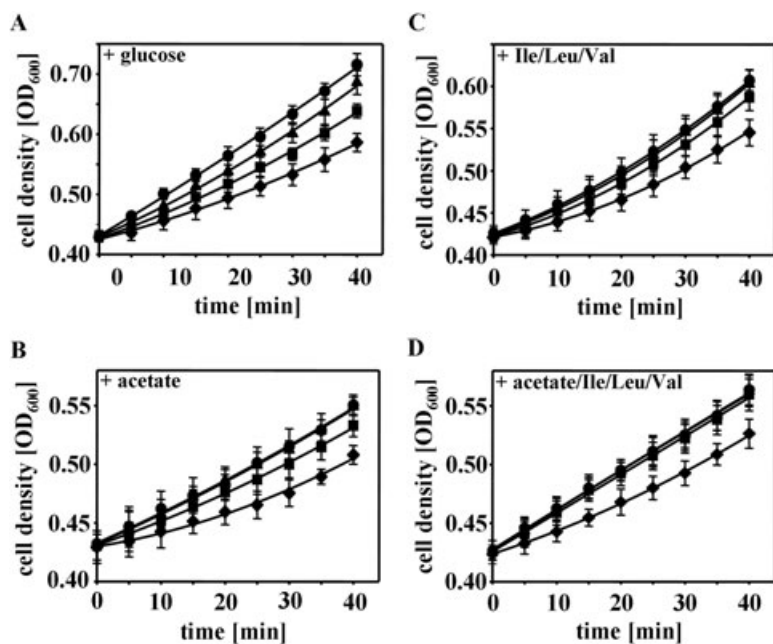 A
+ glucose
cell density [OD600]
0.70
0.60
0.50
0.40
0 10 20 30 40
time [min]
B
+ acetate
cell density [OD600]
0.55
0.50
0.45
0.40
0 10 20 30 40
time [min]
C
+ Ile/Leu/Val
cell density [OD600]
0.60
0.55
0.50
0.45
0.40
0 10 20 30 40
time [min]
D
+ acetate/Ile/Leu/Val
cell density [OD600]
0.55
0.50
0.45
0.40
0 10 20 30 40
time [min]